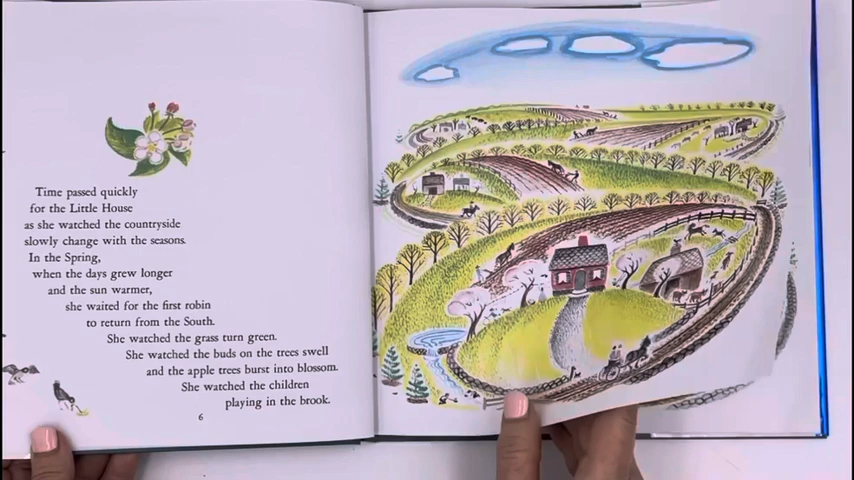 Time passed quickly
for the Little House
as she watched the countryside
slowly change with the seasons.
In the Spring,
when the days grew longer
and the sun warmer,
she waited for the first robin
to return from the South.
She watched the grass turn green.
She watched the buds on the trees swell
and the apple trees burst into blossom.
She watched the children
playing in the brook.
6